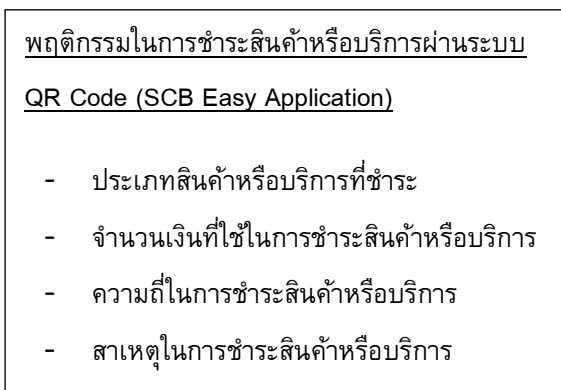 พฤติกรรมในการชำระสินค้าหรือบริการผ่านระบบ
QR Code (SCB Easy Application)
- ประเภทสินค้าหรือบริการที่ชำระ
- จำนวนเงินที่ใช้ในการชำระสินค้าหรือบริการ
- ความถี่ในการชำระสินค้าหรือบริการ
- สาเหตุในการชำระสินค้าหรือบริการ